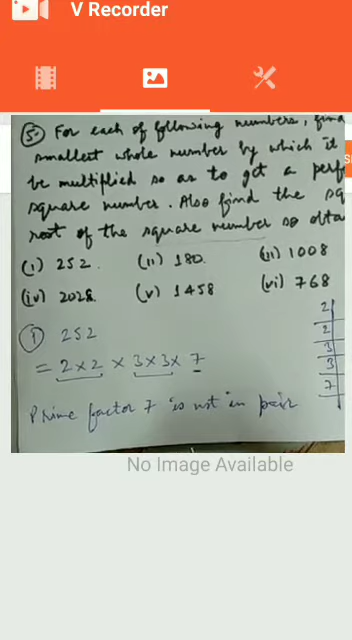 V Recorder
5. For each of following numbers, find
smallest whole number by which it
be multiplied so as to get a perf
square number. Also find the sq
root of the square number so obta
(i) 252. (ii) 180. (iii) 1008
(iv) 2028. (v) 1458 (vi) 768
① 252
= 2 × 2 × 3 × 3 × 7
Prime factor 7 is not in pair
2
2
3
3
7
No Image Available